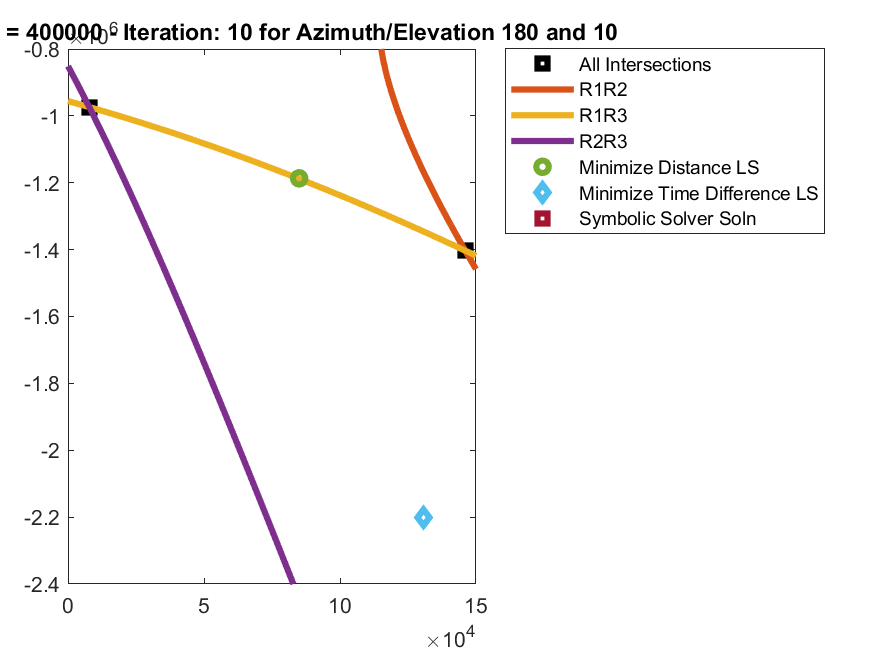 = 400000 - Iteration: 10 for Azimuth/Elevation 180 and 10
×10^6
-0.8
-1
-1.2
-1.4
-1.6
-1.8
-2
-2.2
-2.4
0 5 10 15
×10^4
All Intersections
R1R2
R1R3
R2R3
Minimize Distance LS
Minimize Time Difference LS
Symbolic Solver Soln